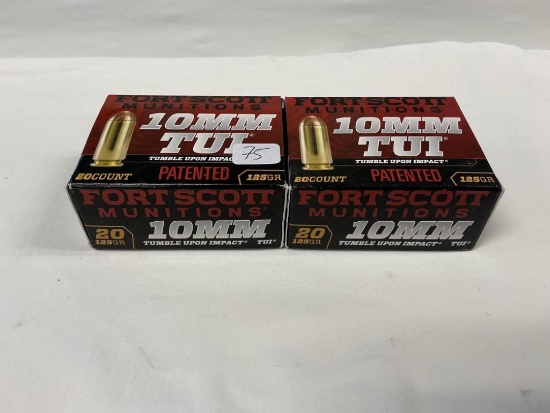 FORT SCOTT
MUNITIONS®
10MM
TUI
TUMBLE UPON IMPACT
20COUNT
PATENTED
125GR
75
FORT SCOTT
MUNITIONS®
20
125GR
10MM
TUMBLE UPON IMPACT® TUI®
FORT SCOTT
MUNITIONS®
10MM
TUI®
TUMBLE UPON IMPACT®
20COUNT
PATENTED
125GR
FORT SCOTT
MUNITIONS®
20
125GR
10MM
TUMBLE UPON IMPACT® TUI®